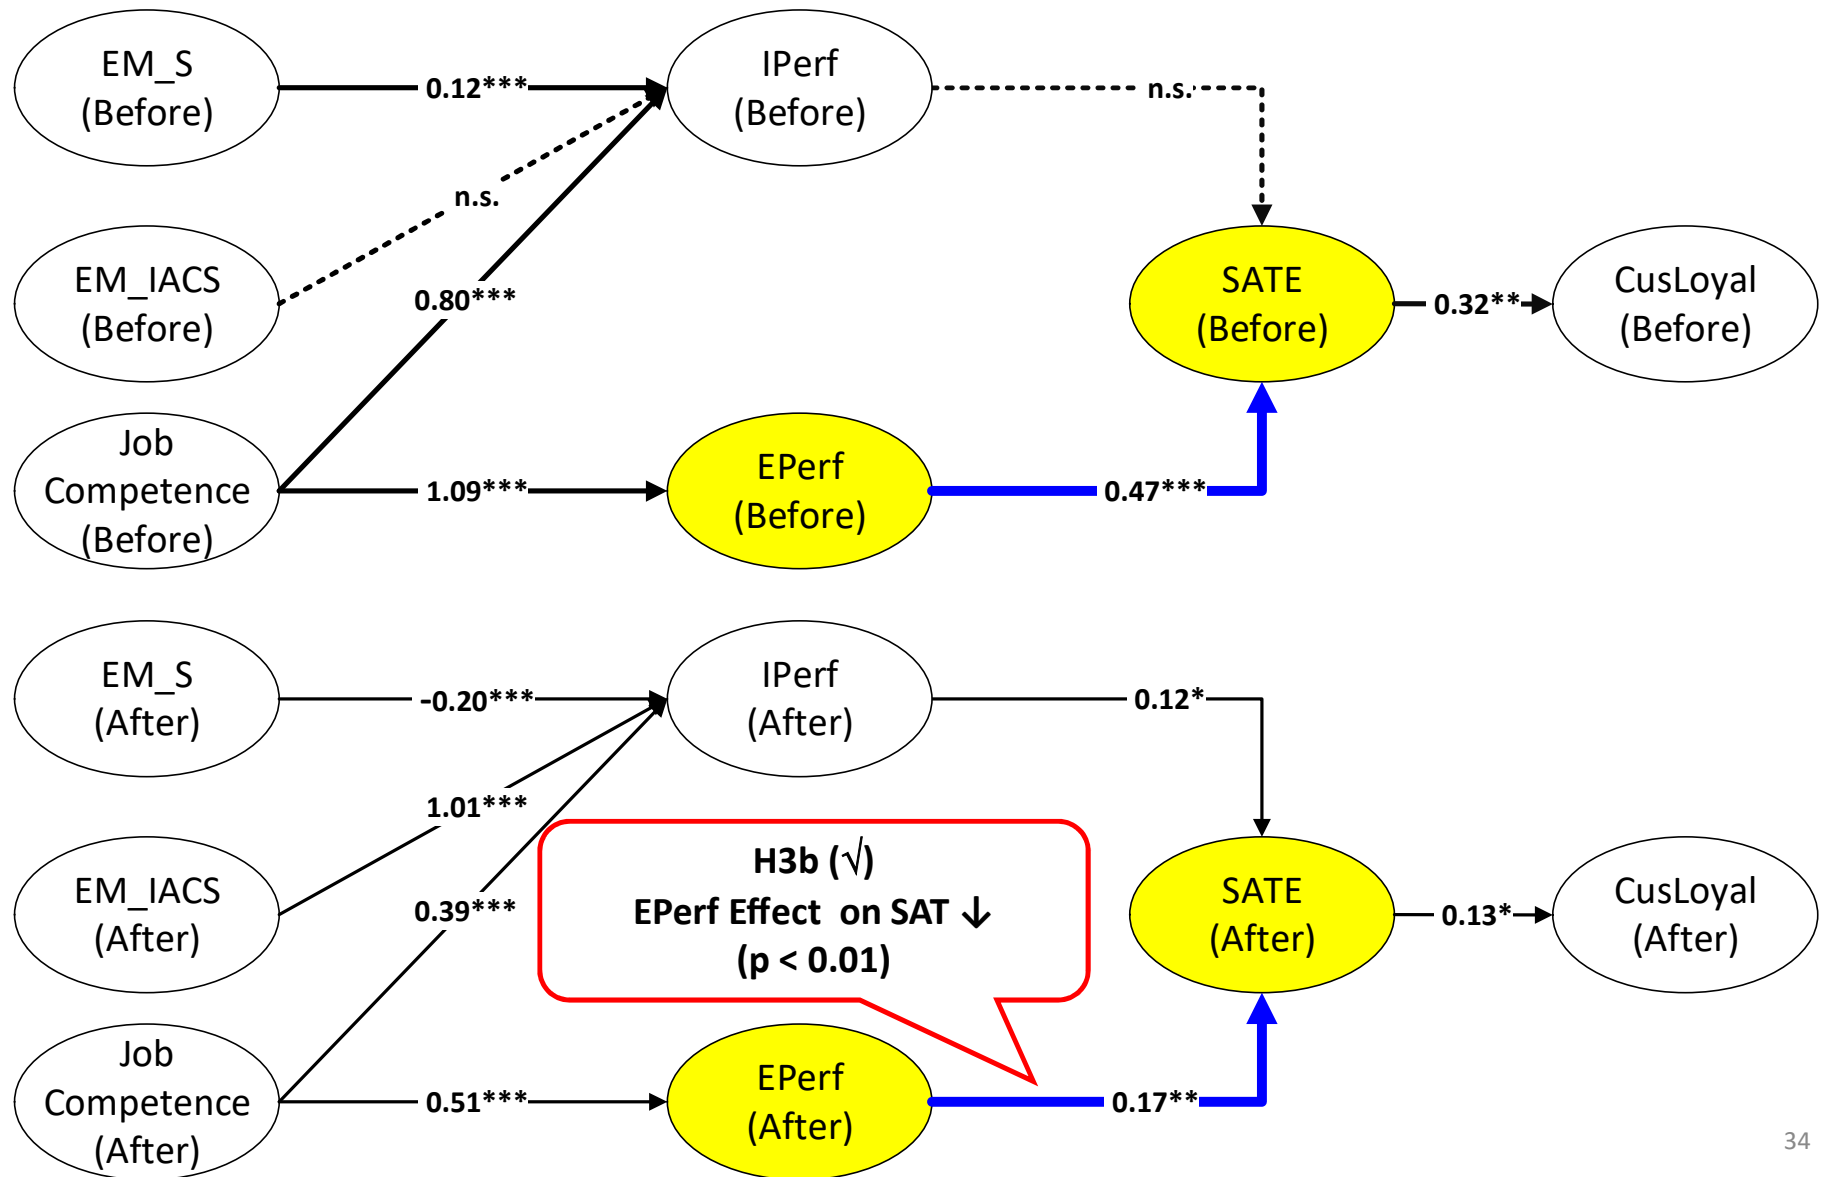 EM_S
(Before)
0.12***
IPerf
(Before)
n.s.
n.s.
EM_IACS
(Before)
0.80***
SATE
(Before)
0.32**
CusLoyal
(Before)
Job
Competence
(Before)
1.09***
EPerf
(Before)
0.47***
EM_S
(After)
-0.20***
IPerf
(After)
0.12*
1.01***
EM_IACS
(After)
0.39***
H3b (√)
EPerf Effect on SAT ↓
(p < 0.01)
SATE
(After)
0.13*
CusLoyal
(After)
Job
Competence
(After)
0.51***
EPerf
(After)
0.17**
34